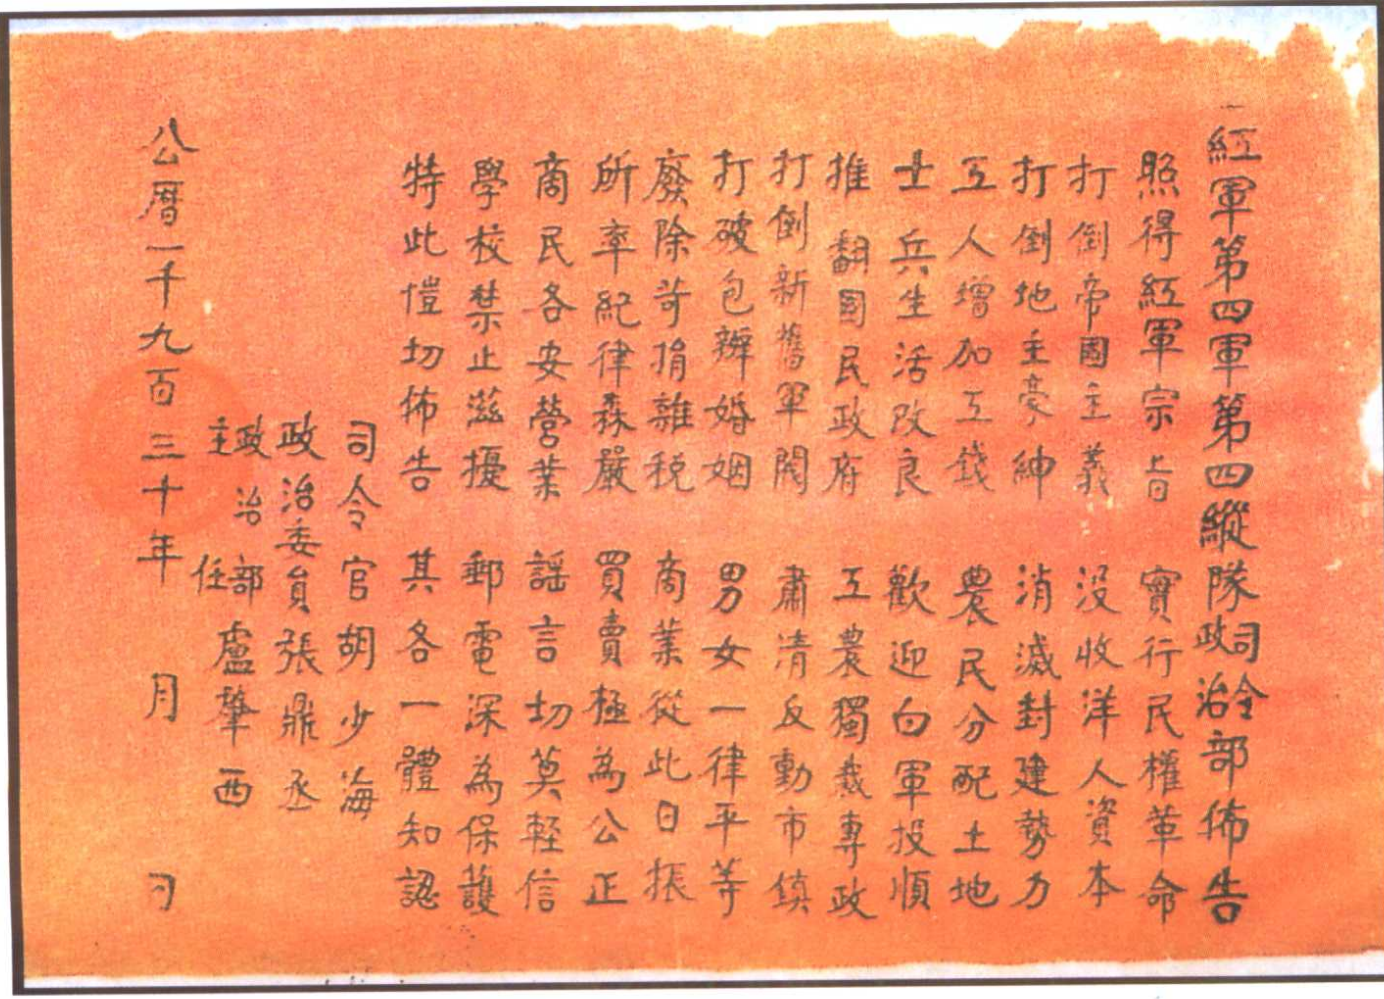 紅軍第四軍第四縱隊司令政治部佈告
照得紅軍宗旨 實行民權革命
打倒帝國主義 沒收洋人資本
打倒地主豪紳 消滅封建勢力
工人增加工錢 農民分配土地
士兵生活改良 歡迎白軍投順
推翻國民政府 工農獨裁專政
打倒新舊軍閥 肅清反動市鎮
打破包辦婚姻 男女一律平等
廢除苛捐雜稅 商業從此日振
所率紀律森嚴 買賣極為公正
商民各安營業 謠言切莫輕信
學校禁止滋擾 郵電深為保護
特此愷切佈告 其各一體知認
司令官胡少海
政治委員張鼎丞
政治部主任盧肇西
公曆一千九百三十年 月